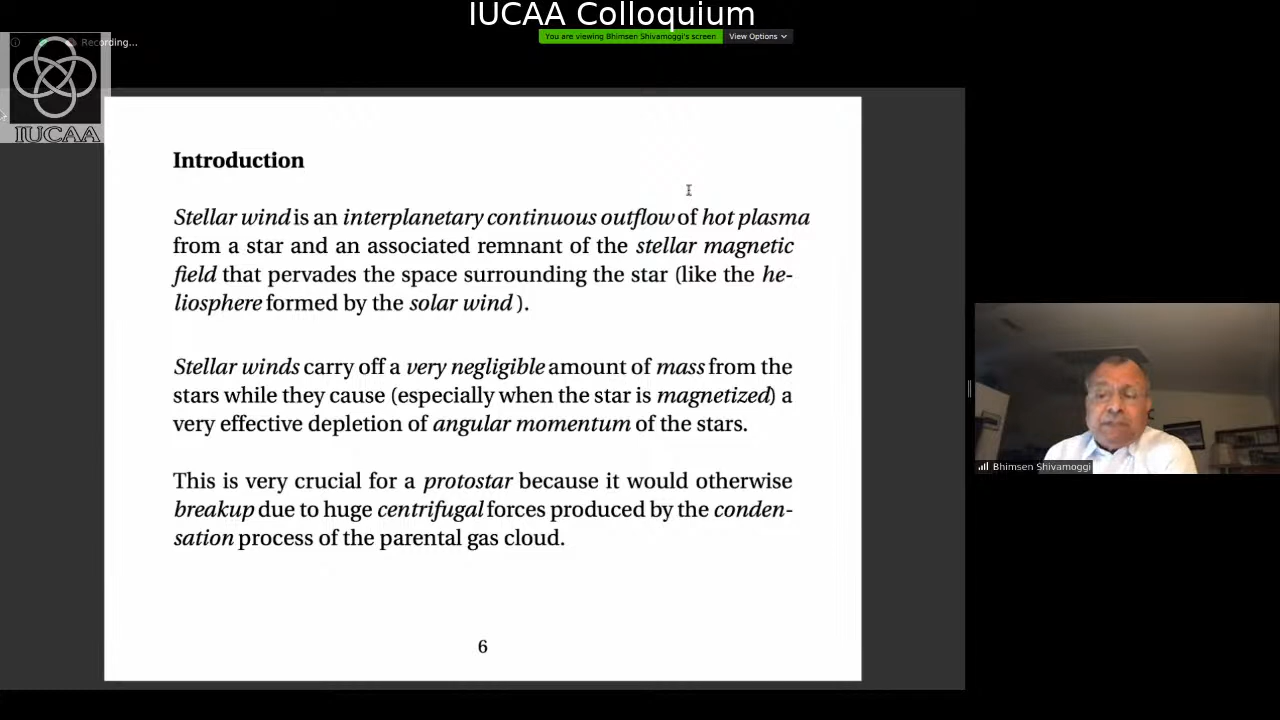 IUCAA Colloquium
You are viewing Bhimsen Shivamoggi's screen
View Options
Recording...
IUCAA
Introduction
Stellar wind is an interplanetary continuous outflow of hot plasma
from a star and an associated remnant of the stellar magnetic
field that pervades the space surrounding the star (like the he-
liosphere formed by the solar wind ).
Stellar winds carry off a very negligible amount of mass from the
stars while they cause (especially when the star is magnetized) a
very effective depletion of angular momentum of the stars.
This is very crucial for a protostar because it would otherwise
breakup due to huge centrifugal forces produced by the conden-
sation process of the parental gas cloud.
6
Bhimsen Shivamoggi